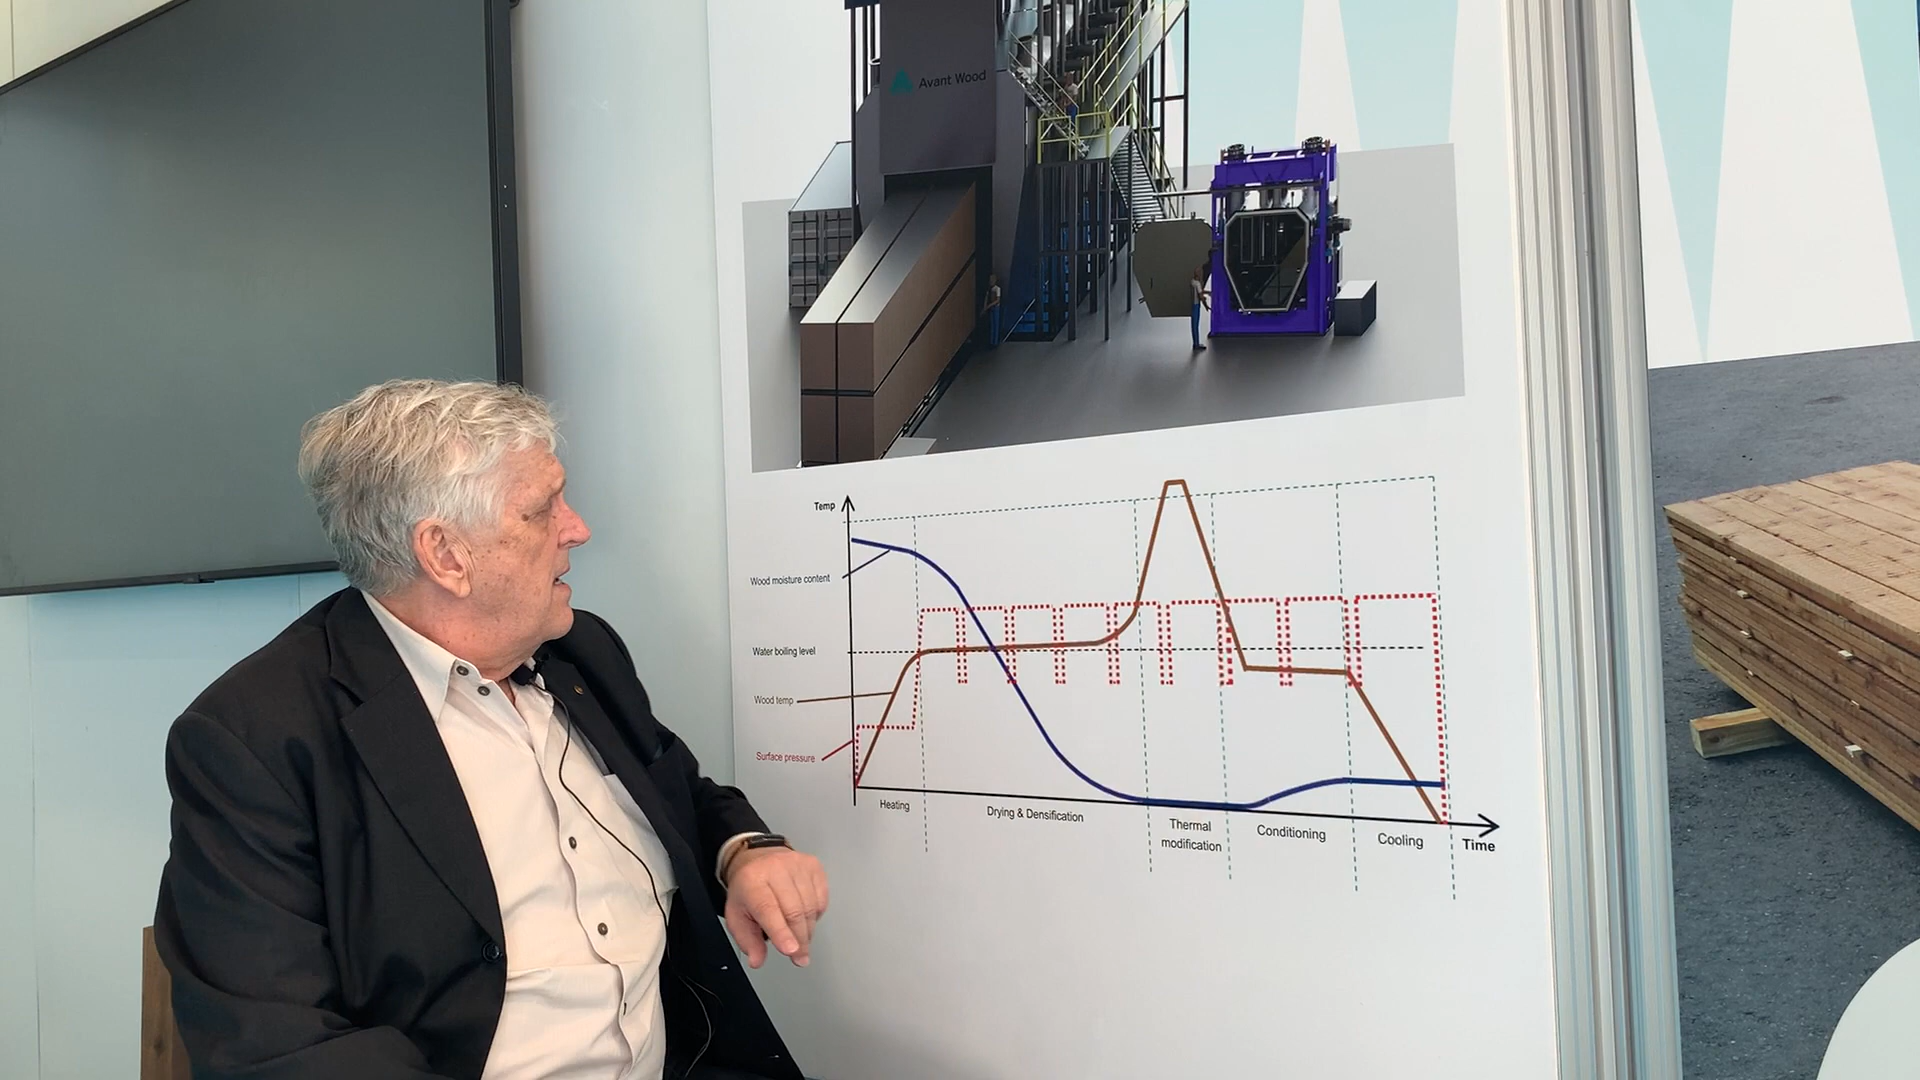 Avant Wood
Temp
Wood moisture content
Water boiling level
Wood temp
Surface pressure
Heating
Drying & Densification
Thermal
modification
Conditioning
Cooling
Time